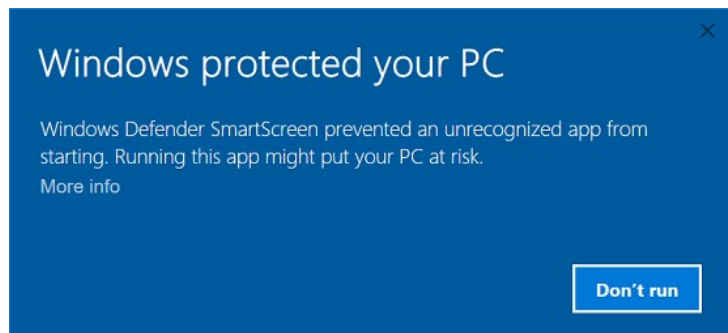 Windows protected your PC
Windows Defender SmartScreen prevented an unrecognized app from
starting. Running this app might put your PC at risk.
More info
Don't run